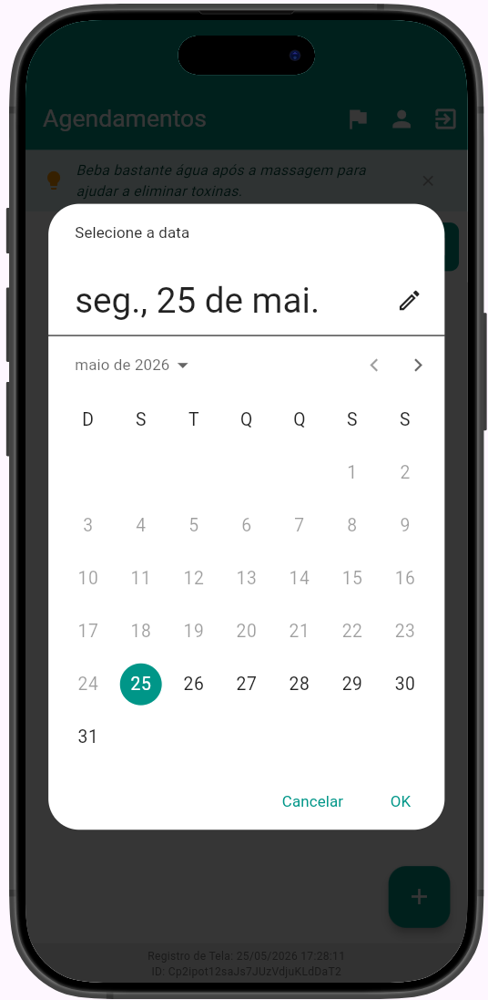 Agendamentos
Beba bastante água após a massagem para
ajudar a eliminar toxinas.
Selecione a data
seg., 25 de mai.
maio de 2026
D S T Q Q S S
1 2
3 4 5 6 7 8 9
10 11 12 13 14 15 16
17 18 19 20 21 22 23
24 25 26 27 28 29 30
31
Cancelar OK
Registro de Tela: 25/05/2026 17:28:11
ID: Cp2ipot12saJs7JUzVdjuKLdDaT2